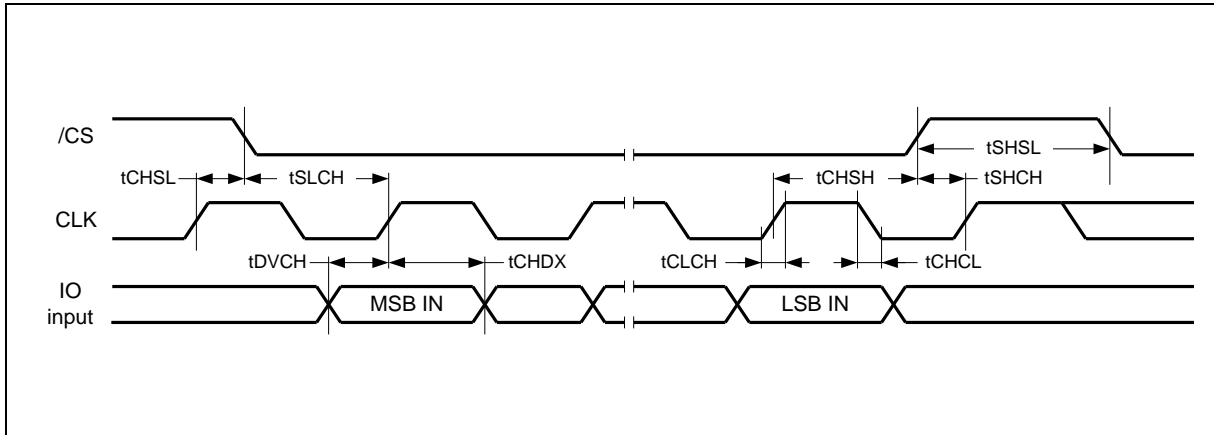 /CS
tSHSL
tCHSL
tSLCH
tCHSH
tSHCH
CLK
tDVCH
tCHDX
tCLCH
tCHCL
IO
input
MSB IN
LSB IN